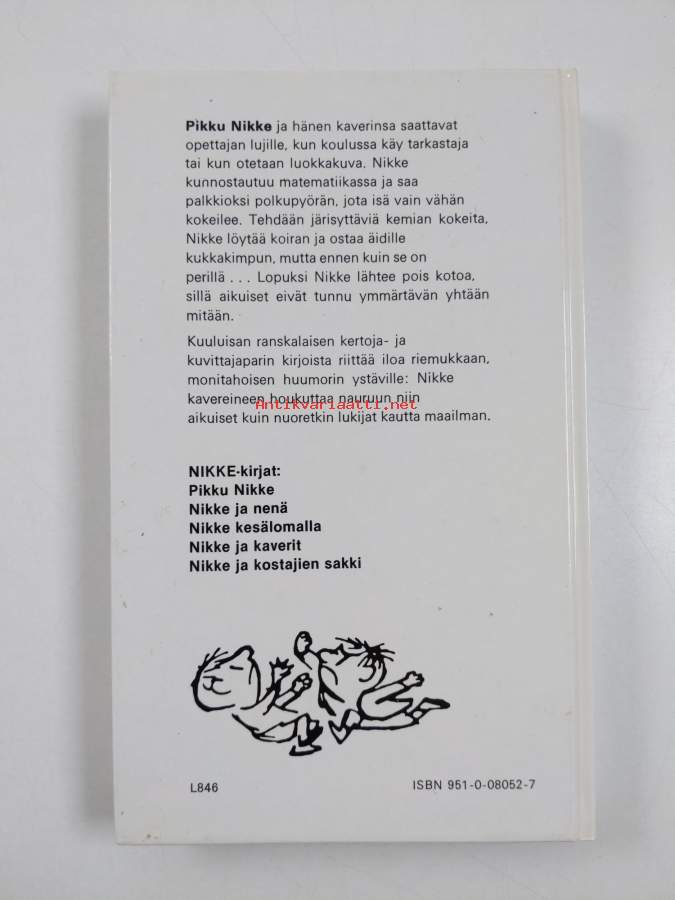 Pikku Nikke ja hänen kaverinsa saattavat
opettajan lujille, kun koulussa käy tarkastaja
tai kun otetaan luokkakuva. Nikke
kunnostautuu matematiikassa ja saa
palkkioksi polkupyörän, jota isä vain vähän
kokeilee. Tehdään järisyttäviä kemian kokeita,
Nikke löytää koiran ja ostaa äidille
kukkakimpun, mutta ennen kuin se on
perillä . . . Lopuksi Nikke lähtee pois kotoa,
sillä aikuiset eivät tunnu ymmärtävän yhtään
mitään.
Kuuluisan ranskalaisen kertoja- ja
kuvittajaparin kirjoista riittää iloa riemukkaan,
monitahoisen huumorin ystäville: Nikke
kavereineen houkuttaa nauruun niin
Antikvariaatti.net
aikuiset kuin nuoretkin lukijat kautta maailman.
NIKKE-kirjat:
Pikku Nikke
Nikke ja nenä
Nikke kesälomalla
Nikke ja kaverit
Nikke ja kostajien sakki
L846
ISBN 951-0-08052-7